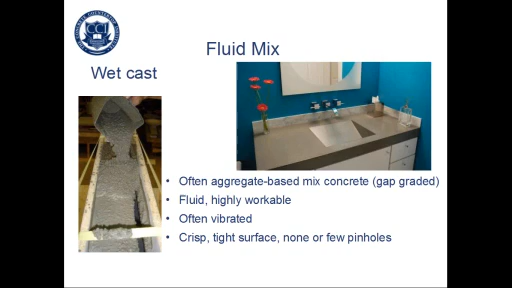 CCI
Fluid Mix
Wet cast
• Often aggregate-based mix concrete (gap graded)
• Fluid, highly workable
• Often vibrated
• Crisp, tight surface, none or few pinholes